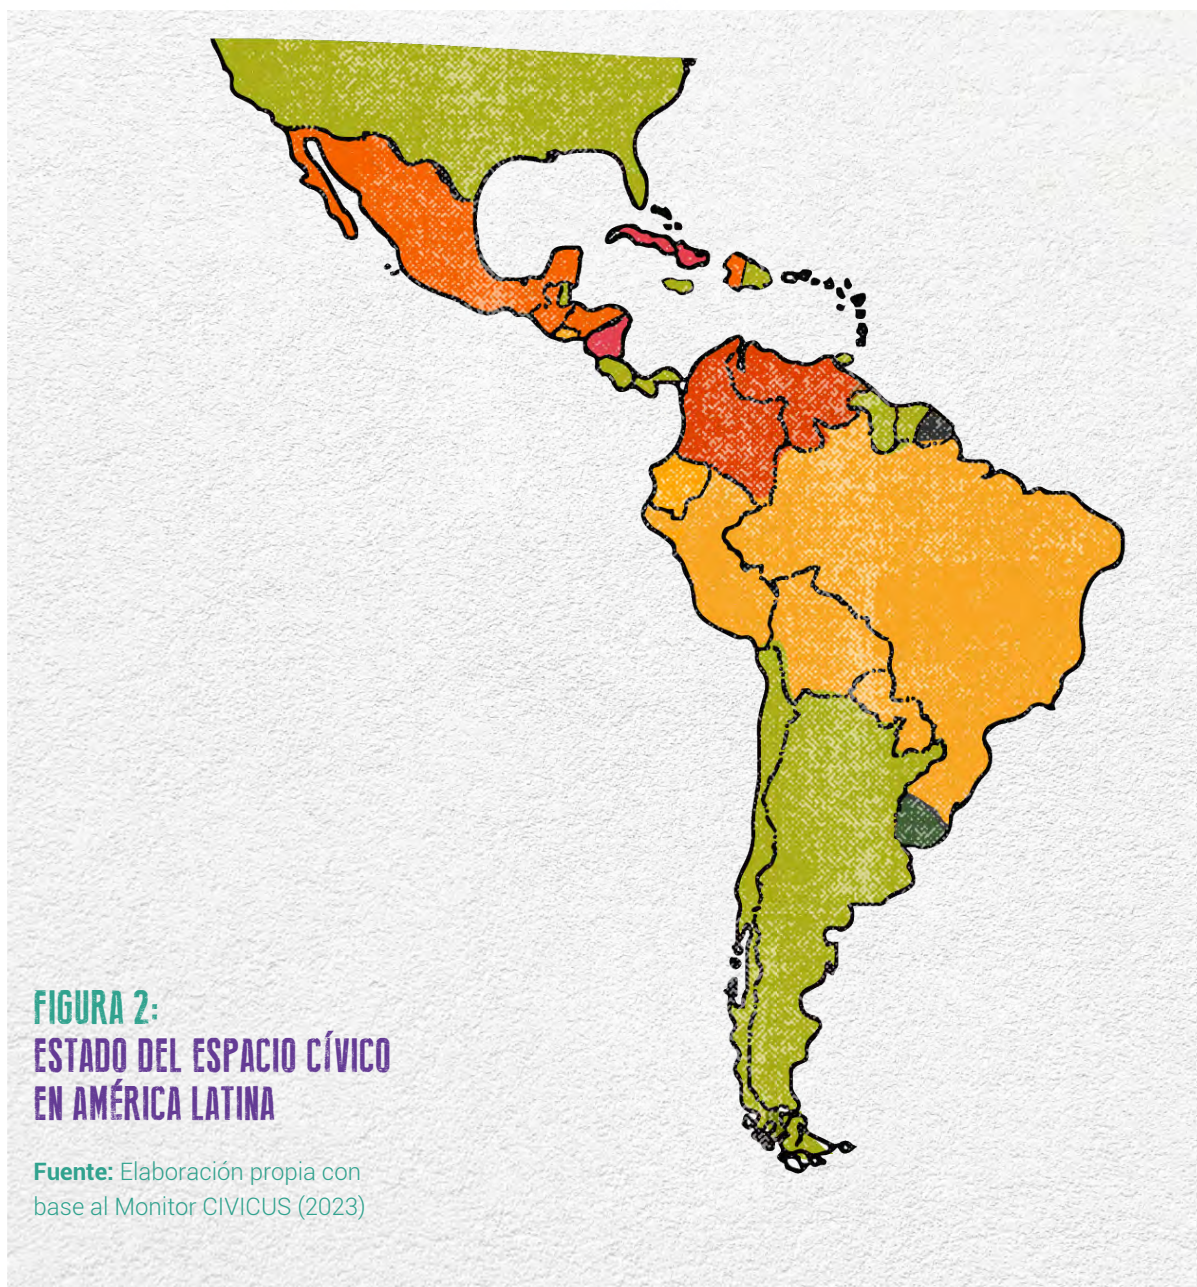 FIGURA 2:
ESTADO DEL ESPACIO CÍVICO
EN AMÉRICA LATINA
Fuente: Elaboración propia con
base al Monitor CIVICUS (2023)